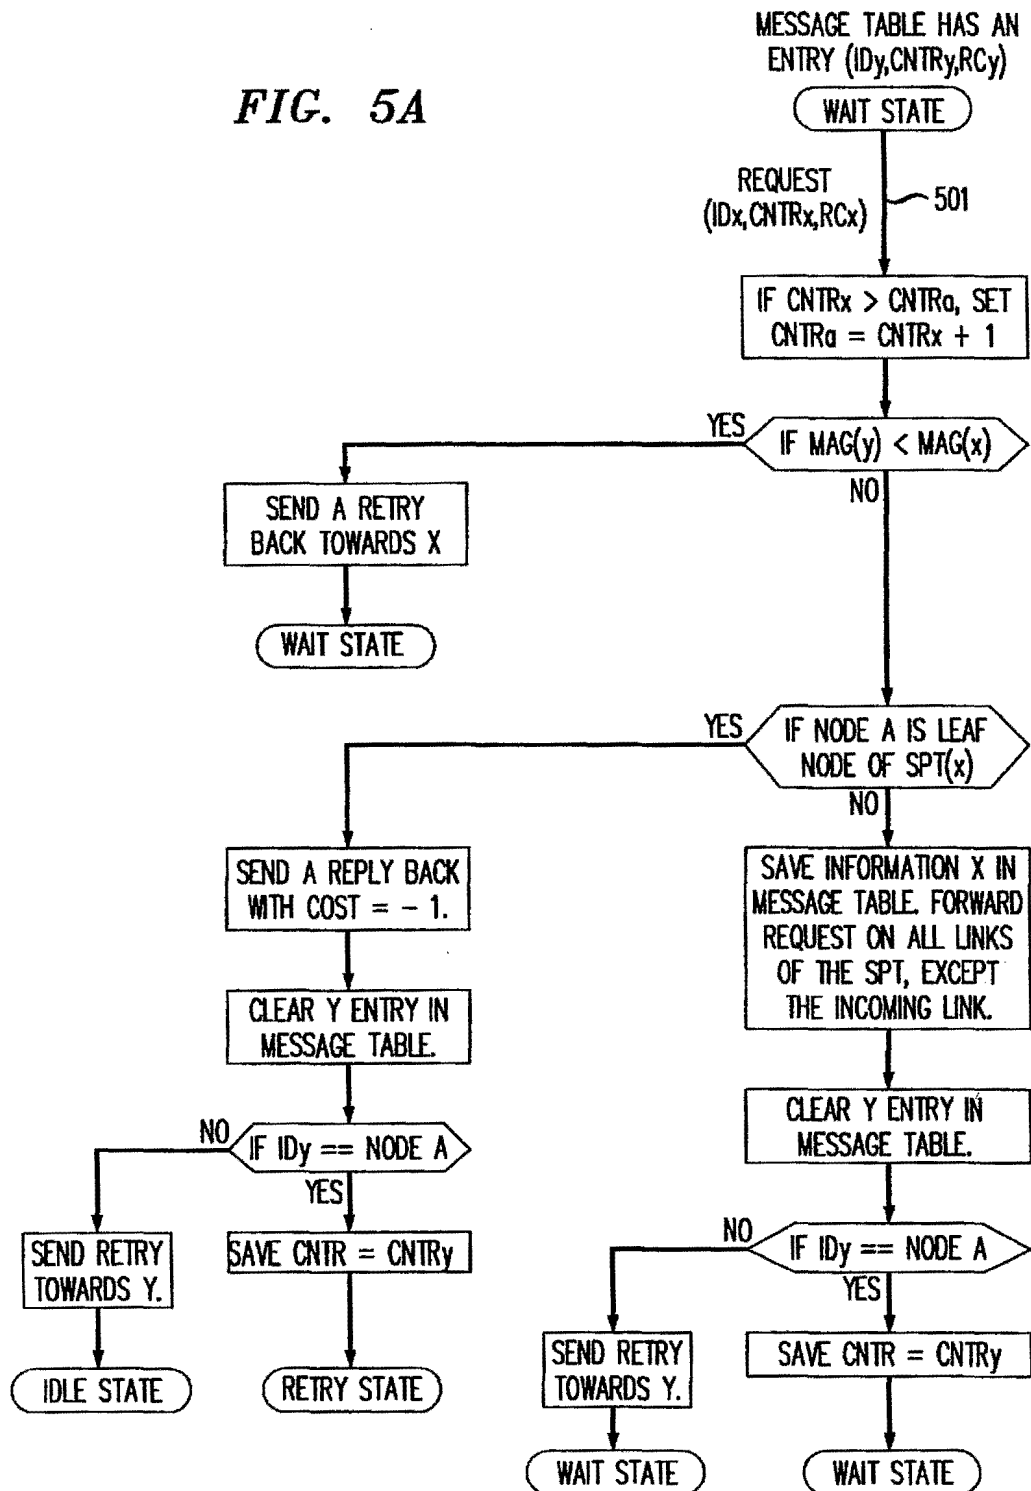 MESSAGE TABLE HAS AN
ENTRY (IDy,CNTRy,RCy)
FIG. 5A
WAIT STATE
REQUEST
(IDx,CNTRx,RCx)
501
IF CNTRx > CNTRa, SET
CNTRa = CNTRx + 1
YES
IF MAG(y) < MAG(x)
NO
SEND A RETRY
BACK TOWARDS X
WAIT STATE
YES
IF NODE A IS LEAF
NODE OF SPT(x)
NO
SEND A REPLY BACK
WITH COST = - 1.
SAVE INFORMATION X IN
MESSAGE TABLE. FORWARD
REQUEST ON ALL LINKS
OF THE SPT, EXCEPT
THE INCOMING LINK.
CLEAR Y ENTRY IN
MESSAGE TABLE.
CLEAR Y ENTRY IN
MESSAGE TABLE.
NO
IF IDy == NODE A
YES
NO
IF IDy == NODE A
YES
SEND RETRY
TOWARDS Y.
SAVE CNTR = CNTRy
SEND RETRY
TOWARDS Y.
SAVE CNTR = CNTRy
IDLE STATE
RETRY STATE
WAIT STATE
WAIT STATE